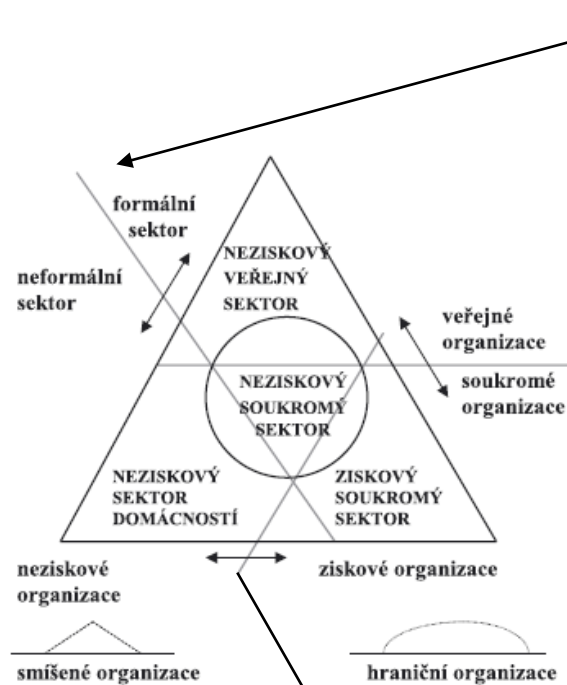 formální
sektor
neformální
sektor
NEZISKOVÝ
VEŘEJNÝ
SEKTOR
veřejné
organizace
soukromé
organizace
NEZISKOVÝ
SOUKROMÝ
SEKTOR
NEZISKOVÝ
SEKTOR
DOMÁCNOSTÍ
ZISKOVÝ
SOUKROMÝ
SEKTOR
neziskové
organizace
ziskové organizace
smíšené organizace
hraniční organizace